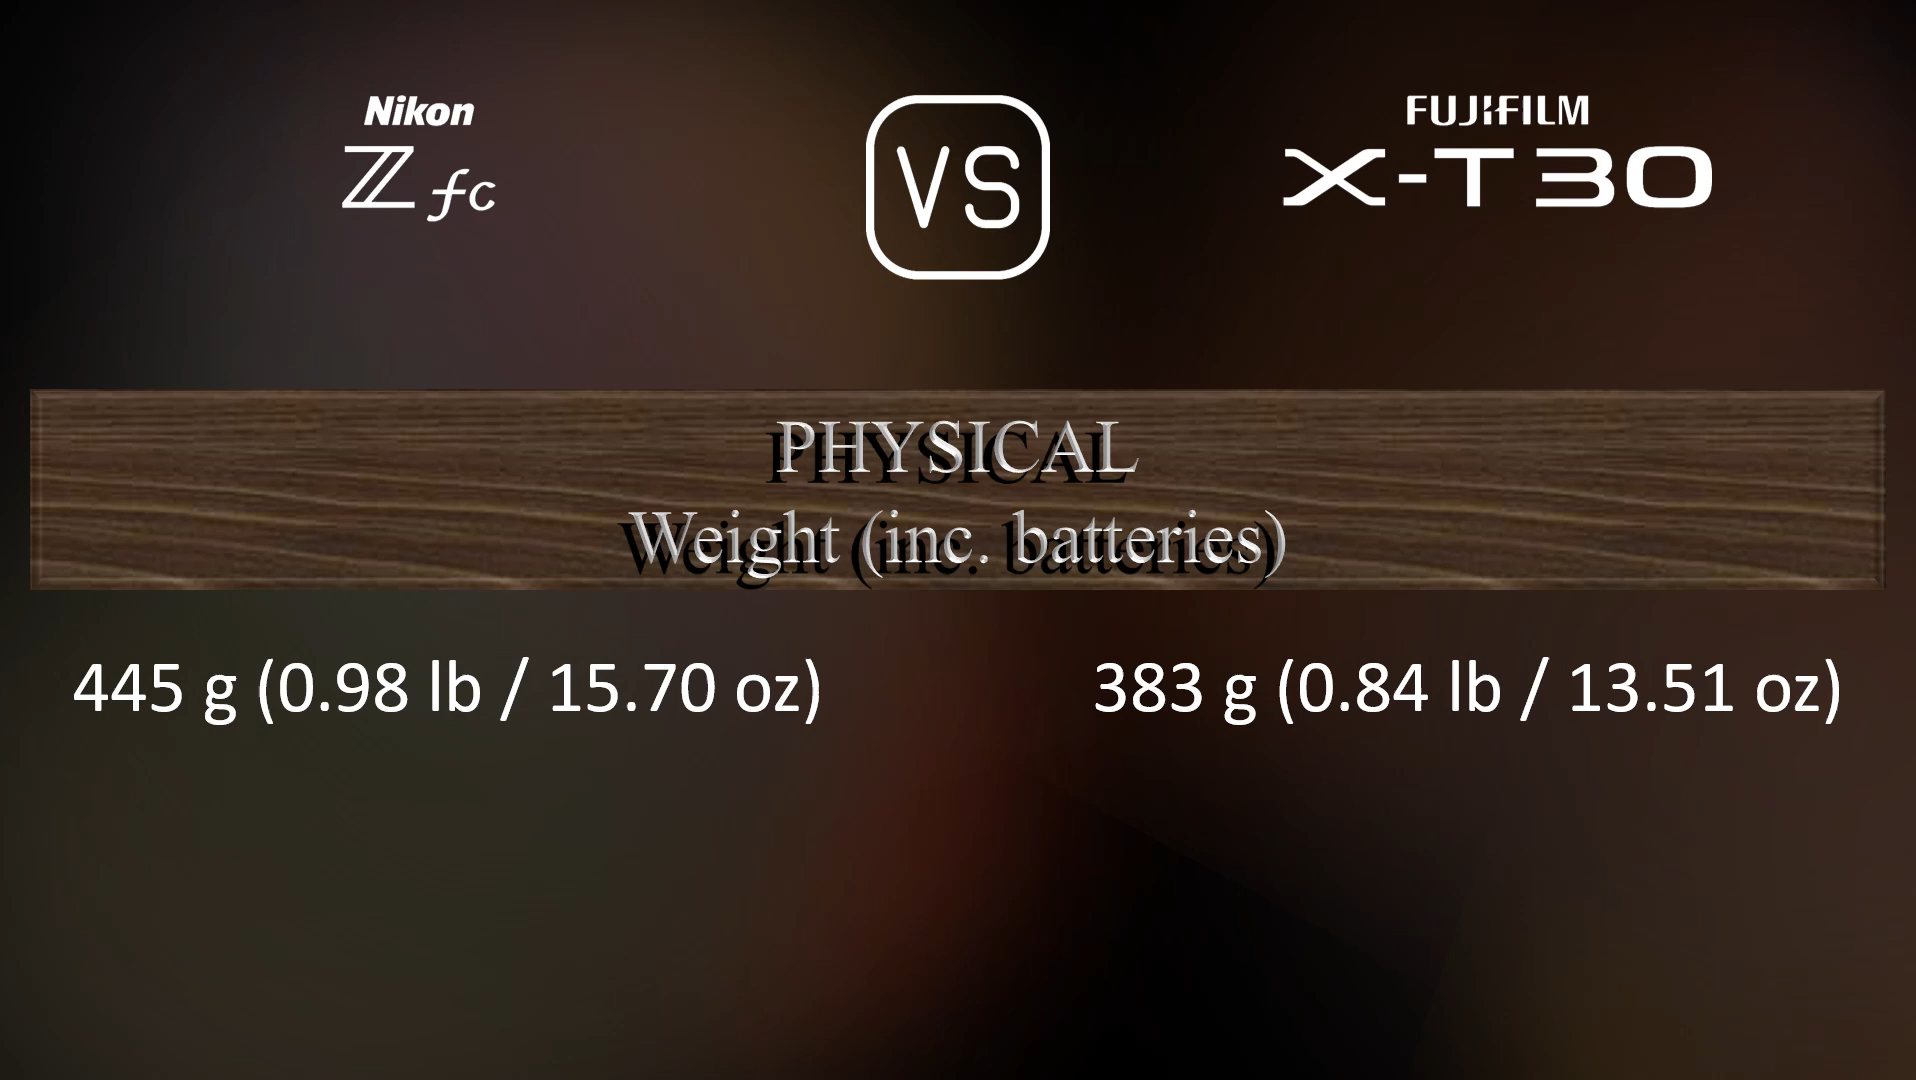 Nikon
Z fc
VS
FUJIFILM
X-T30
PHYSICAL
Weight (inc. batteries)
445 g (0.98 lb / 15.70 oz)
383 g (0.84 lb / 13.51 oz)